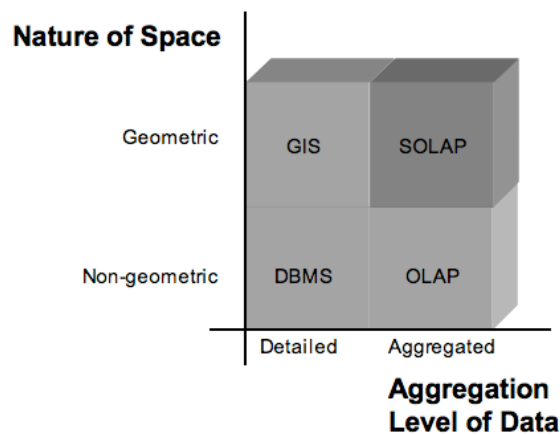 Nature of Space
Geometric
GIS
SOLAP
Non-geometric
DBMS
OLAP
Detailed
Aggregated
Aggregation
Level of Data